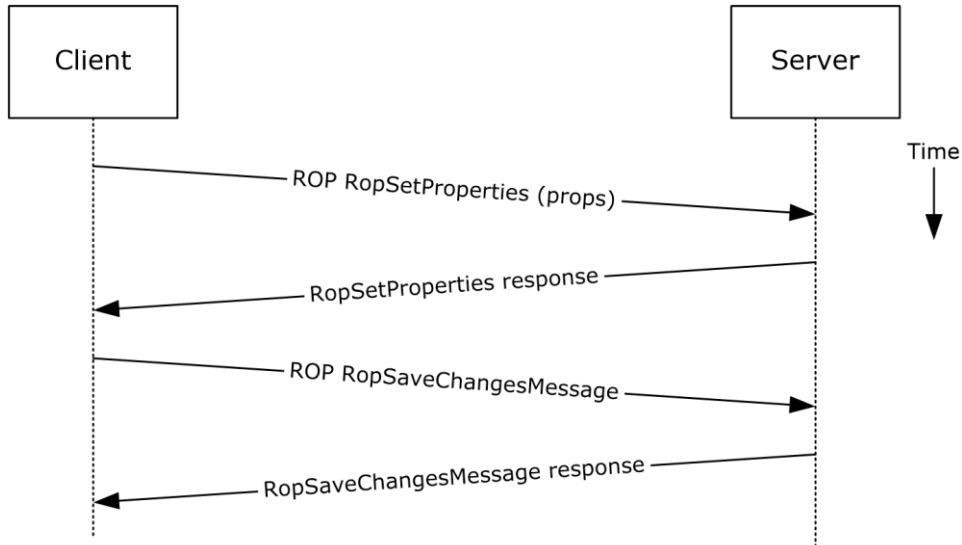 Client
Server
Time
ROP RopSetProperties (props)
RopSetProperties response
ROP RopSaveChangesMessage
RopSaveChangesMessage response